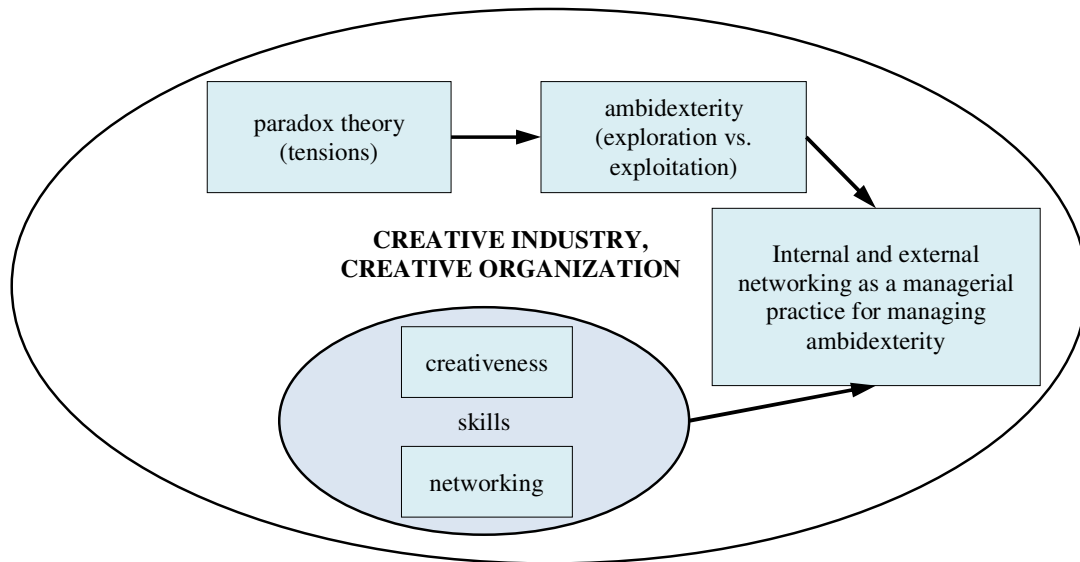 paradox theory
(tensions)
ambidexterity
(exploration vs.
exploitation)
CREATIVE INDUSTRY,
CREATIVE ORGANIZATION
Internal and external
networking as a managerial
practice for managing
ambidexterity
creativeness
skills
networking